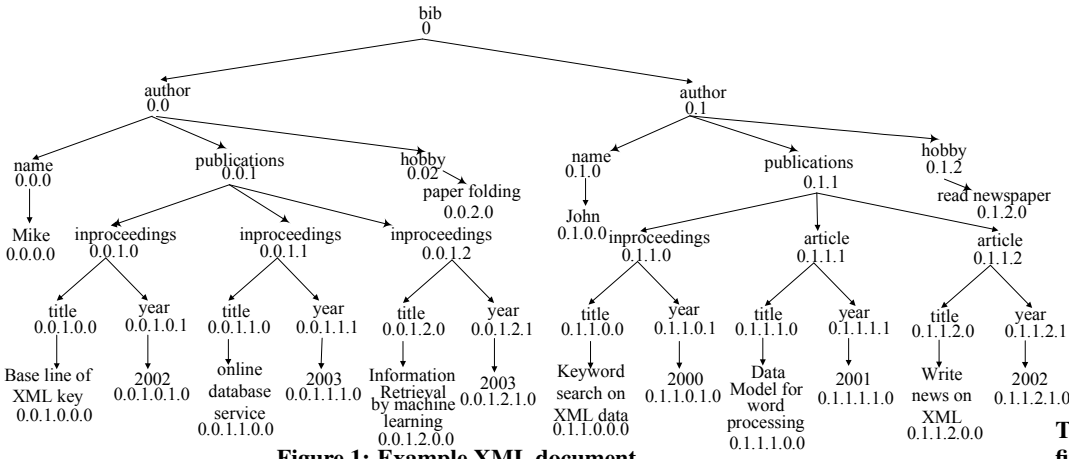 bib
0
author
0.0
author
0.1
name
0.0.0
publications
0.0.1
hobby
0.02
paper folding
0.0.2.0
name
0.1.0
publications
0.1.1
hobby
0.1.2
read newspaper
0.1.2.0
Mike
0.0.0.0
inproceedings
0.0.1.0
inproceedings
0.0.1.1
inproceedings
0.0.1.2
John
0.1.0.0
inproceedings
0.1.1.0
article
0.1.1.1
article
0.1.1.2
title
0.0.1.0.0
year
0.0.1.0.1
title
0.0.1.1.0
year
0.0.1.1.1
title
0.0.1.2.0
year
0.0.1.2.1
title
0.1.1.0.0
year
0.1.1.0.1
title
0.1.1.1.0
year
0.1.1.1.1
title
0.1.1.2.0
year
0.1.1.2.1
Base line of
XML key
0.0.1.0.0.0
2002
0.0.1.0.1.0
online
database
service
0.0.1.1.0.0
2003
0.0.1.1.1.0
Information
Retrieval
by machine
learning
0.0.1.2.0.0
2003
0.0.1.2.1.0
Keyword
search on
XML data
0.1.1.0.0.0
2000
0.1.1.0.1.0
Data
Model for
word
processing
0.1.1.1.0.0
2001
0.1.1.1.1.0
Write
news on
XML
0.1.1.2.0.0
2002
0.1.1.2.1.0
Figure 1: Example XML document
T
fi